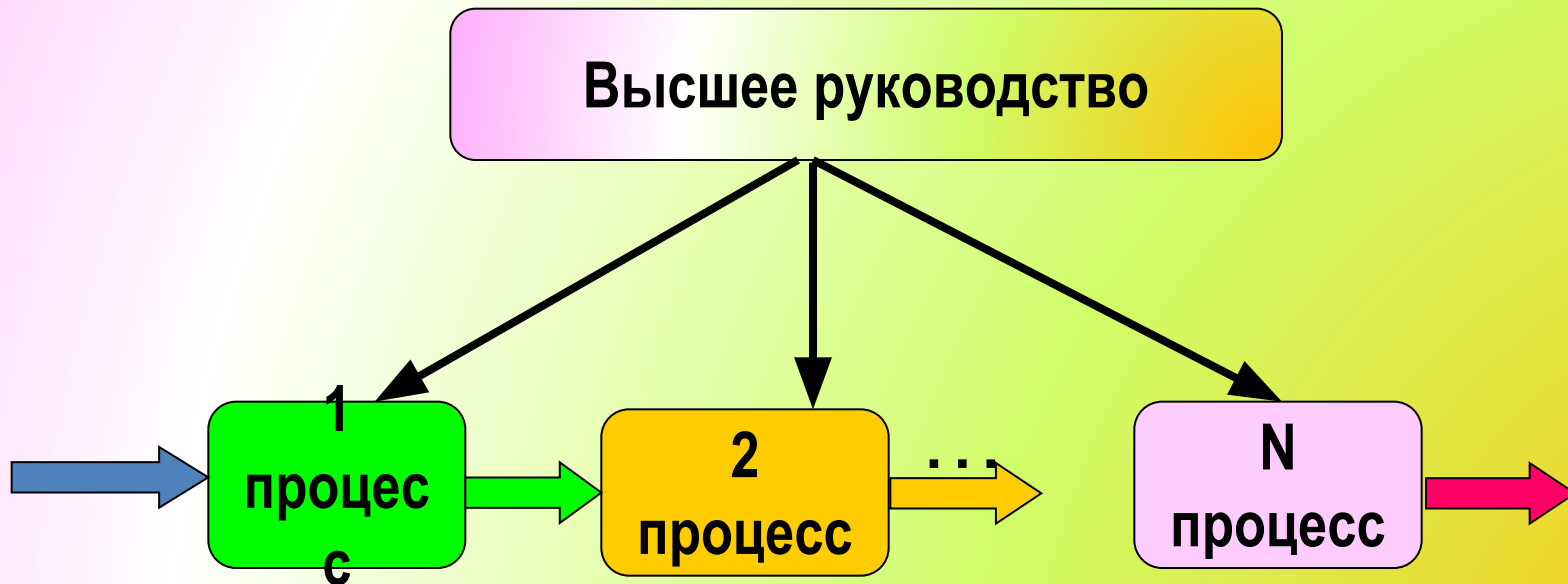 Высшее руководство
1
процес
с
2
процесс
. . .
N
процесс